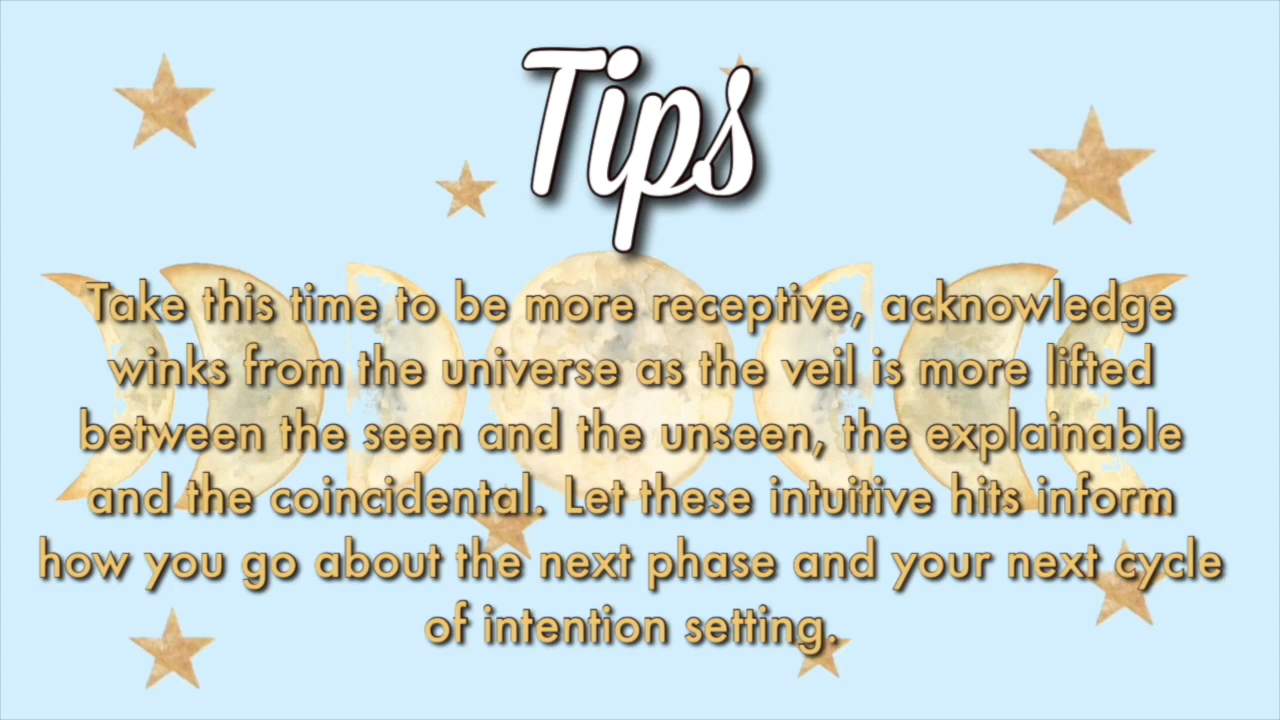 Tips
Take this time to be more receptive, acknowledge
winks from the universe as the veil is more lifted
between the seen and the unseen, the explainable
and the coincidental. Let these intuitive hits inform
how you go about the next phase and your next cycle
of intention setting.